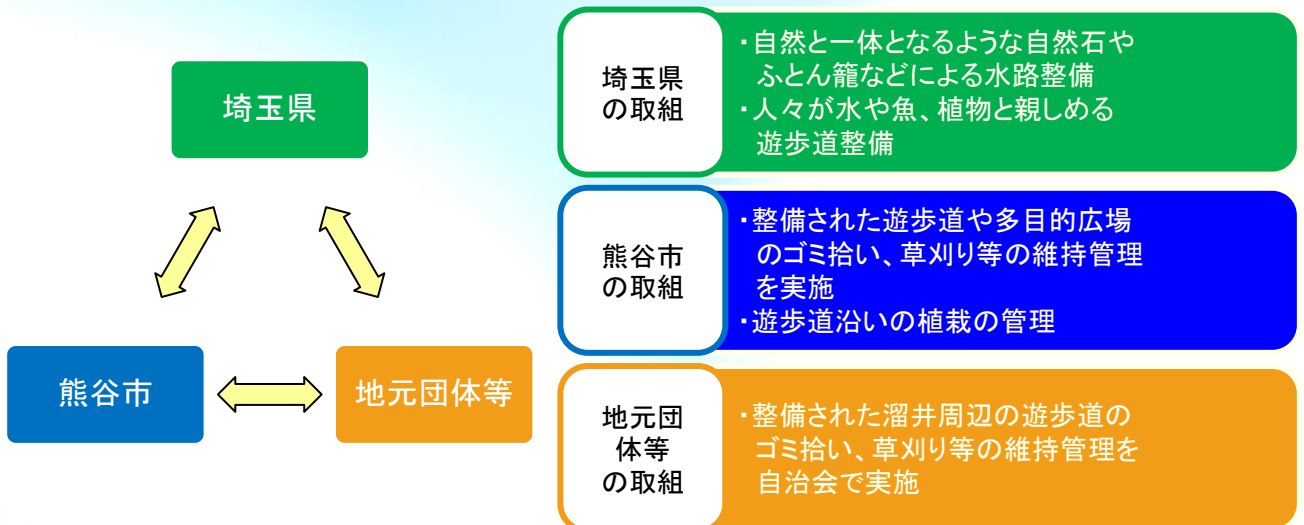 埼玉県
熊谷市
地元団体等
埼玉県
の取組
・自然と一体となるような自然石や
ふとん籠などによる水路整備
・人々が水や魚、植物と親しめる
遊歩道整備
熊谷市
の取組
・整備された遊歩道や多目的広場
のゴミ拾い、草刈り等の維持管理
を実施
・遊歩道沿いの植栽の管理
地元団
体等
の取組
・整備された溜井周辺の遊歩道の
ゴミ拾い、草刈り等の維持管理を
自治会で実施